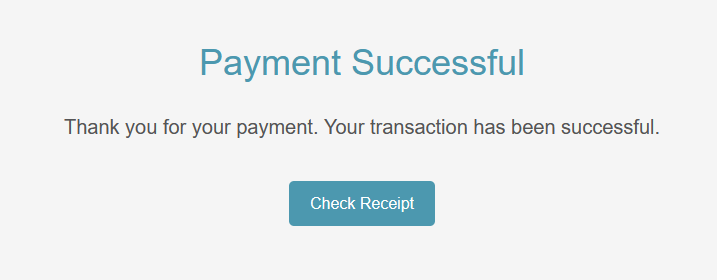 Payment Successful
Thank you for your payment. Your transaction has been successful.
Check Receipt